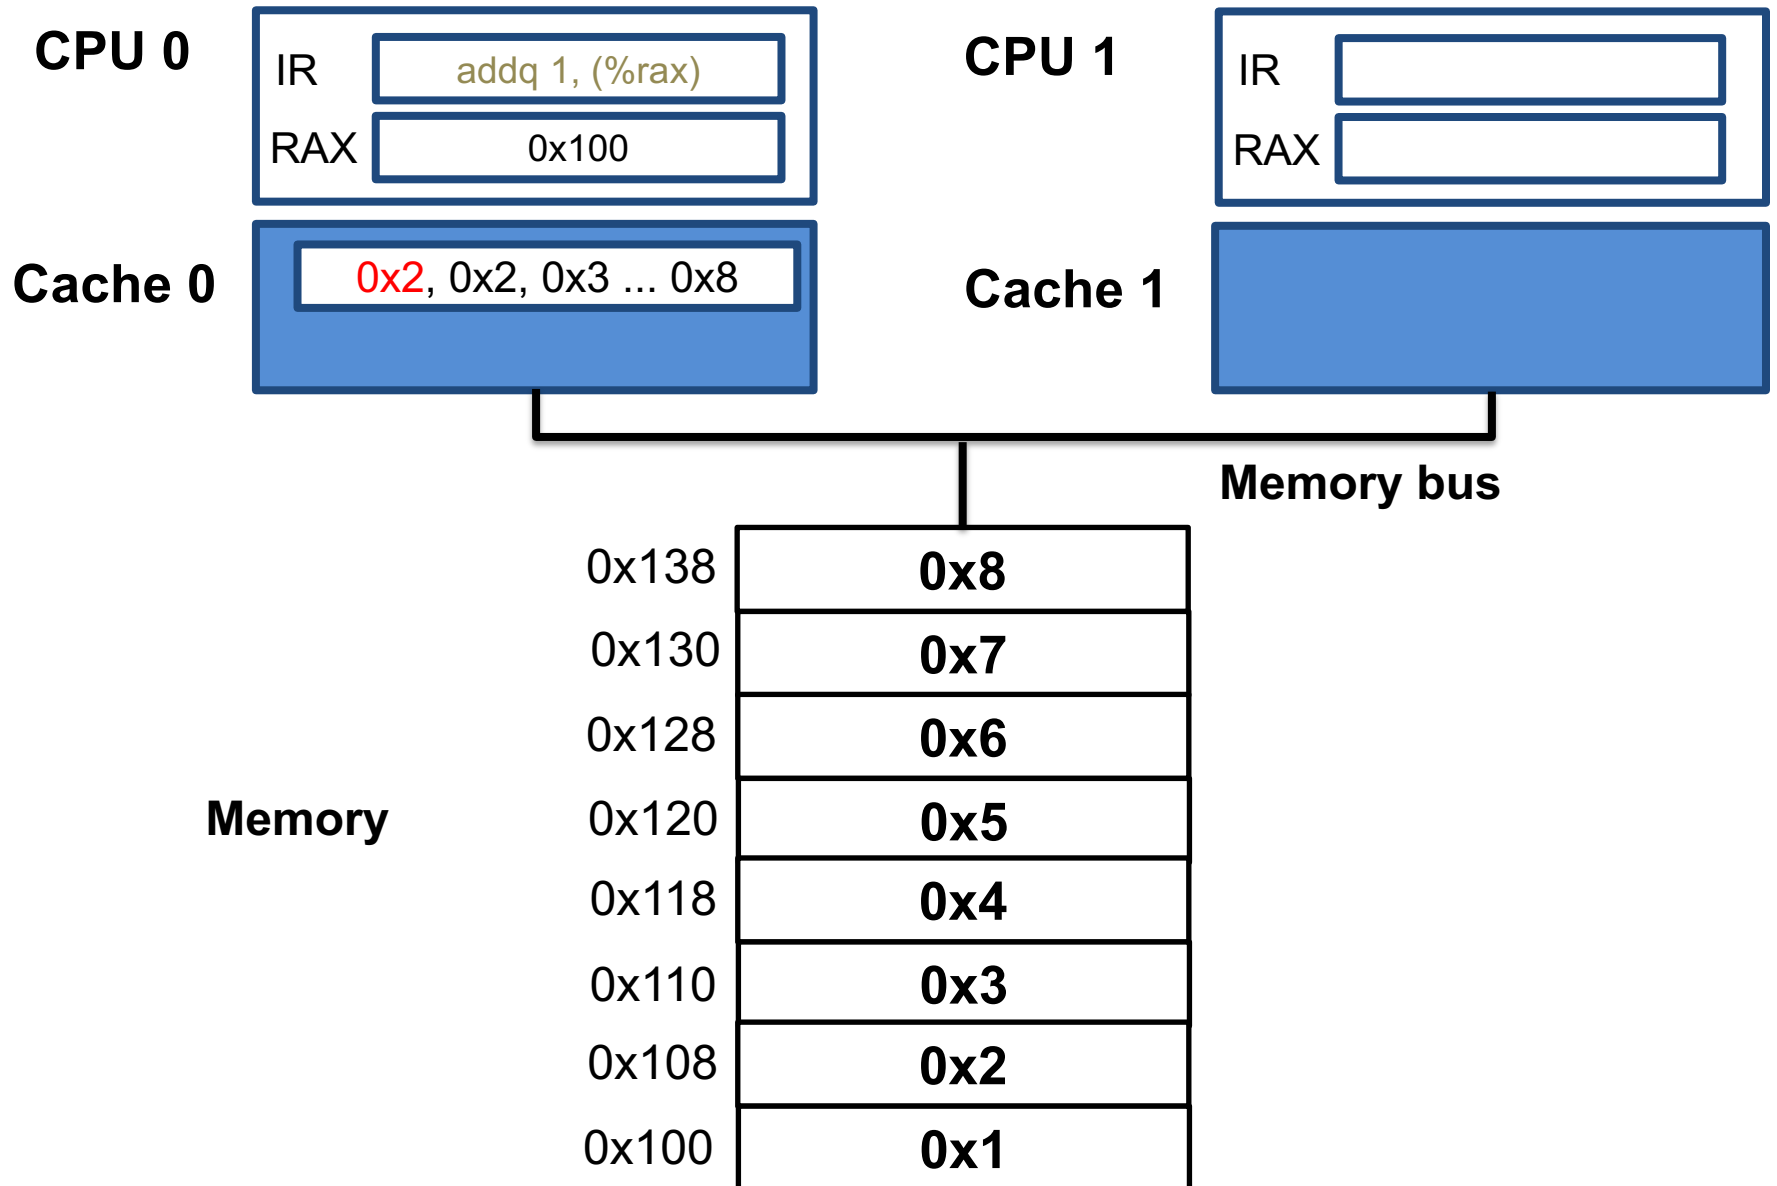 CPU 0
IR
addq 1, (%rax)
RAX
0x100
CPU 1
IR
RAX
Cache 0
0x2, 0x2, 0x3 ... 0x8
Cache 1
Memory bus
Memory
0x138
0x8
0x130
0x7
0x128
0x6
0x120
0x5
0x118
0x4
0x110
0x3
0x108
0x2
0x100
0x1